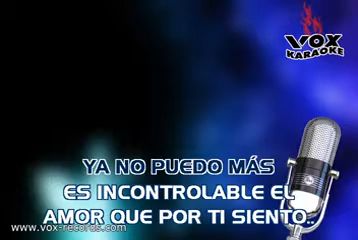 VOX
KARAOKE
YA NO PUEDO MÁS
ES INCONTROLABLE EL
AMOR QUE POR TI SIENTO.
www.vox-records.com